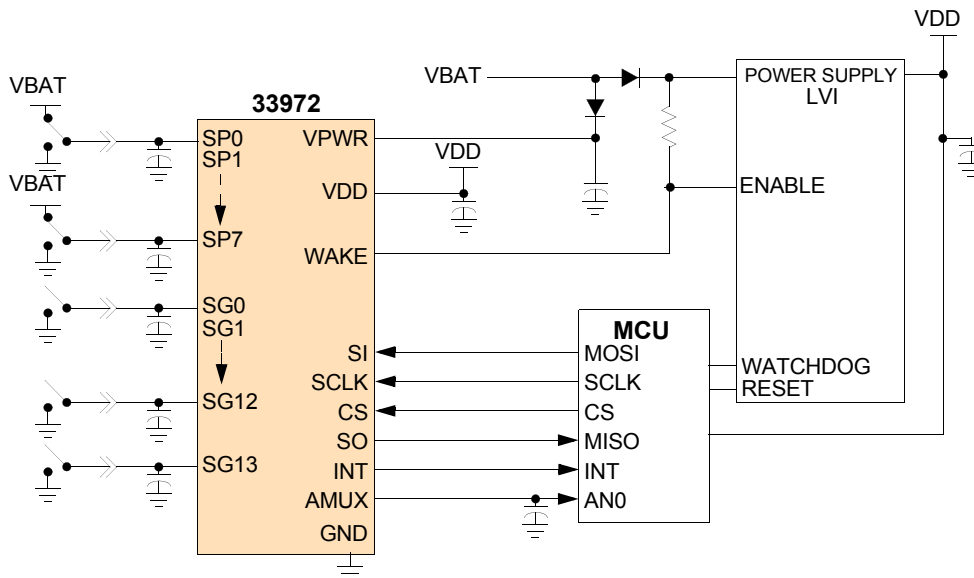 VDD
VBAT
POWER SUPPLY
LVI
VBAT
33972
SP0
SP1
VPWR
VDD
VDD
ENABLE
VBAT
SP7
WAKE
SG0
SG1
MCU
SI
MOSI
SCLK
SCLK
WATCHDOG
RESET
CS
CS
SG12
SO
MISO
SG13
INT
INT
AMUX
AN0
GND